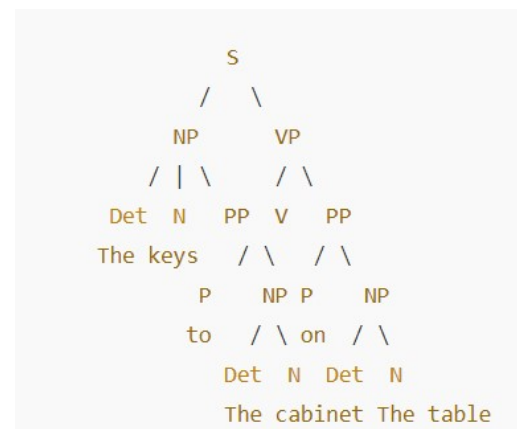 S
/ \
NP VP
/ | \ / \
Det N PP V PP
The keys / \ / \
P NP P NP
to / \ on / \
Det N Det N
The cabinet The table